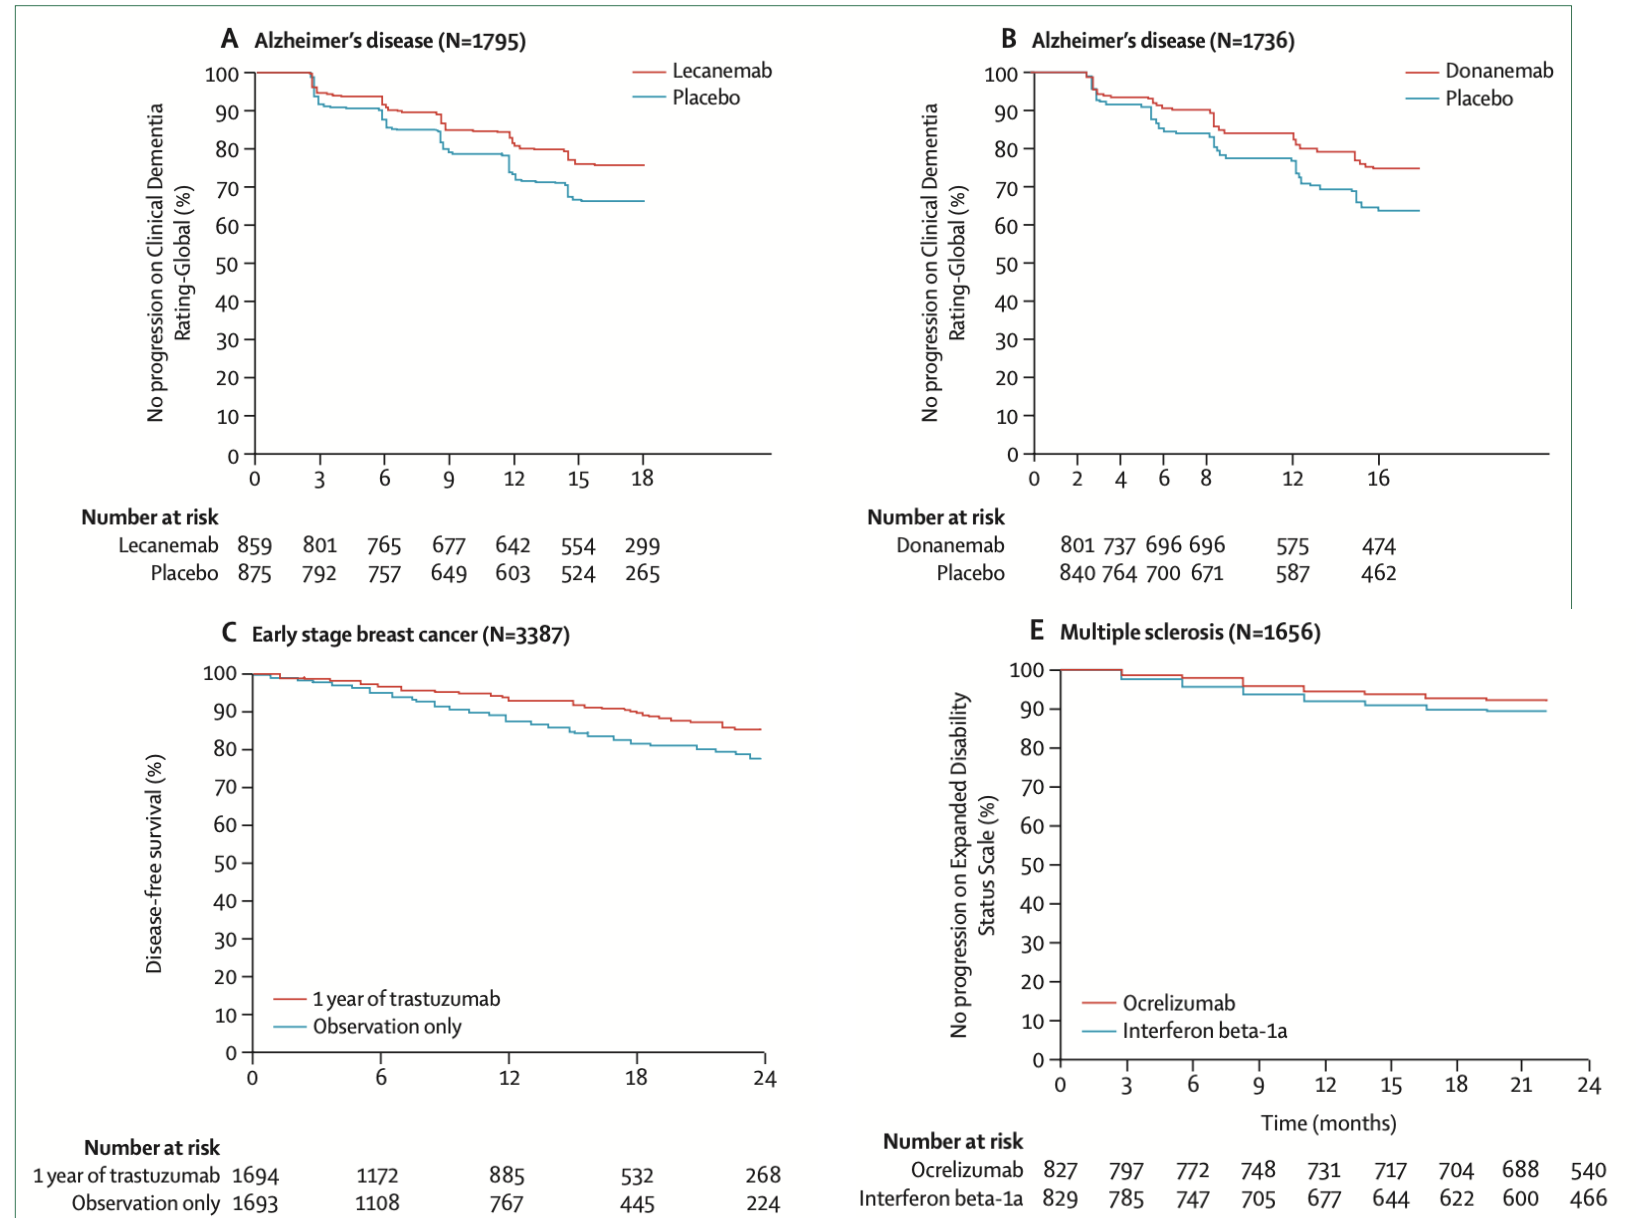 A Alzheimer's disease (N=1795)
No progression on Clinical Dementia
Rating-Global (%)
100
90
80
70
60
50
40
30
20
10
0
Lecanemab
Placebo
0 3 6 9 12 15 18
Number at risk
Lecanemab 859 801 765 677 642 554 299
Placebo 875 792 757 649 603 524 265
B Alzheimer's disease (N=1736)
No progression on Clinical Dementia
Rating-Global (%)
100
90
80
70
60
50
40
30
20
10
0
Donanemab
Placebo
0 2 4 6 8 12 16
Number at risk
Donanemab 801 737 696 696 575 474
Placebo 840 764 700 671 587 462
C Early stage breast cancer (N=3387)
Disease-free survival (%)
100
90
80
70
60
50
40
30
20
10
0
1 year of trastuzumab
Observation only
0 6 12 18 24
Number at risk
1 year of trastuzumab 1694 1172 885 532 268
Observation only 1693 1108 767 445 224
E Multiple sclerosis (N=1656)
No progression on Expanded Disability
Status Scale (%)
100
90
80
70
60
50
40
30
20
10
0
Ocrelizumab
Interferon beta-1a
0 3 6 9 12 15 18 21 24
Time (months)
Number at risk
Ocrelizumab 827 797 772 748 731 717 704 688 540
Interferon beta-1a 829 785 747 705 677 644 622 600 466